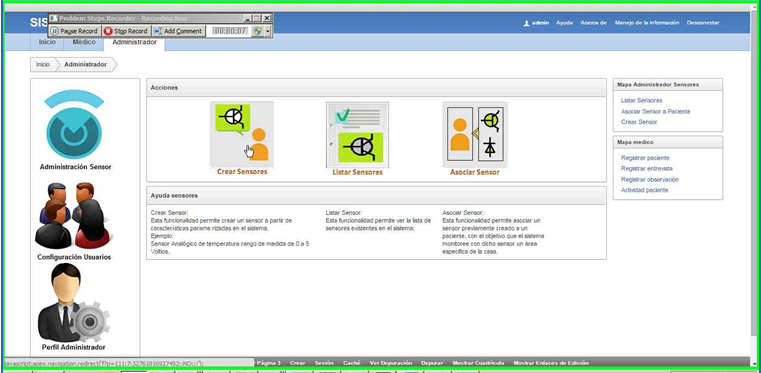 Problem Steps Recorder - Recording Now
Pause Record Stop Record Add Comment 00:00:07
SIS
admin Ayuda Acerca de Manejo de la información Desconectar
Inicio Médico Administrador
Inicio Administrador
Administración Sensor
Configuración Usuarios
Perfil Administrador
Acciones
Crear Sensores Listar Sensores Asociar Sensor
Ayuda sensores
Crear Sensor:
Esta funcionalidad permite crear un sensor a partir de
caracteristicas parame rizadas en el sistema.
Ejemplo:
Sensor Analógico de temperatura rango de medida de 0 a 5
Voltios.
Listar Sensor:
Esta funcionalidad permite ver la lista de
sensores existentes en el sistema.
Asociar Sensor:
Esta funcionalidad permite asociar un
sensor previamente creado a un
paciente, con el objetivo que el sistema
monitoree con dicho sensor un área
especifica de la casa.
Mapa Administrador Sensores
Listar Sensores
Asociar Sensor a Paciente
Crear Sensor
Mapa medico
Registrar paciente
Registrar entrevista
Registrar observación
Actividad paciente
Página 3 Crear Sesión Caché Ver Depuración Depurar Mostrar Cuadrícula Mostrar Enlaces de Edición